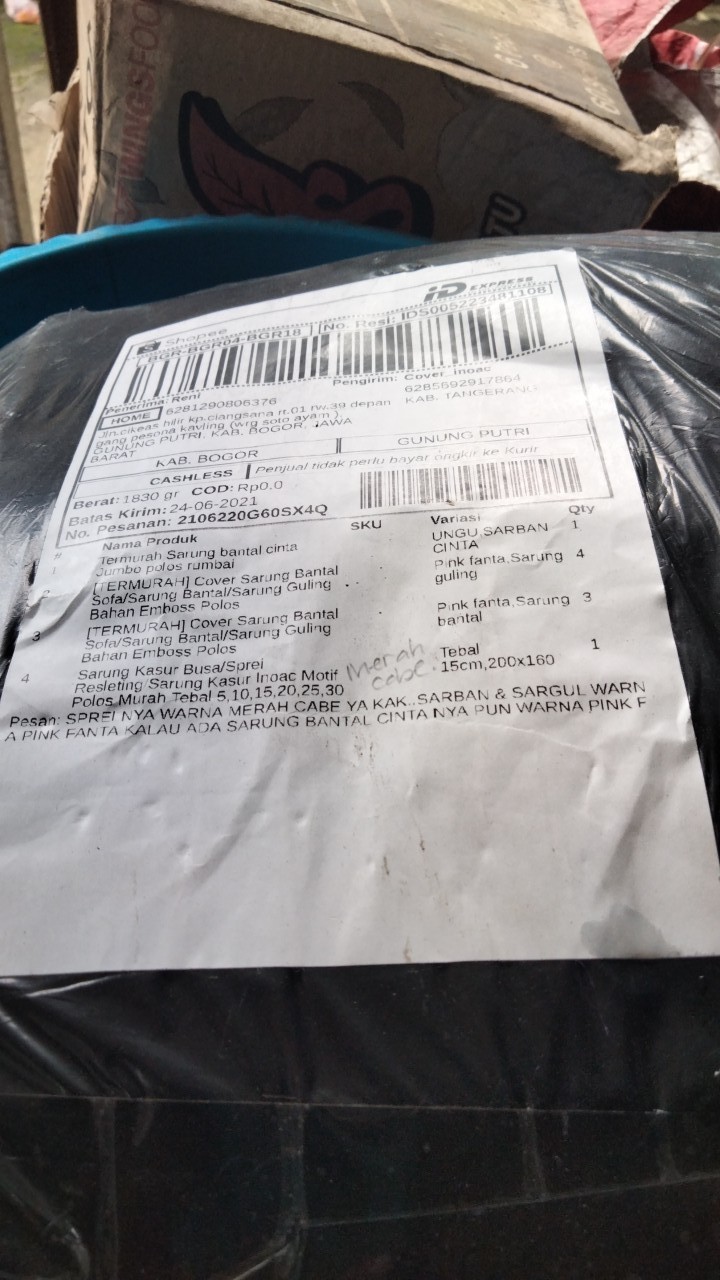 WINGSFOO
TU
Shopee
iD EXPRESS
BGR-BGR04-BGR18
No. Resi: IDS005223481108
Penerima: Reni
Pengirim: Cover_inoac
HOME 6281290806376
6285692917864
KAB. TANGERANG
Jln.cikeas hilir kp.ciangsana rt.01 rw.39 depan
gang pesona kavling (wrg soto ayam ),
GUNUNG PUTRI, KAB. BOGOR, JAWA
BARAT
KAB. BOGOR
GUNUNG PUTRI
CASHLESS Penjual tidak perlu bayar ongkir ke Kurir
Berat: 1830 gr COD: Rp0.0
Batas Kirim: 24-06-2021
No. Pesanan: 2106220G60SX4Q
# Nama Produk SKU Variasi Qty
1 Termurah Sarung bantal cinta UNGU,SARBAN 1
Jumbo polos rumbai CINTA
2 [TERMURAH] Cover Sarung Bantal Pink fanta,Sarung 4
Sofa/Sarung Bantal/Sarung Guling guling
Bahan Emboss Polos
3 [TERMURAH] Cover Sarung Bantal Pink fanta,Sarung 3
Sofa/Sarung Bantal/Sarung Guling bantal
Bahan Emboss Polos
4 Sarung Kasur Busa/Sprei Tebal 1
Resleting/Sarung Kasur Inoac Motif 15cm,200x160
Polos Murah Tebal 5,10,15,20,25,30
Merah
cabe
Pesan: SPREI NYA WARNA MERAH CABE YA KAK..SARBAN & SARGUL WARN
A PINK FANTA KALAU ADA SARUNG BANTAL CINTA NYA PUN WARNA PINK F